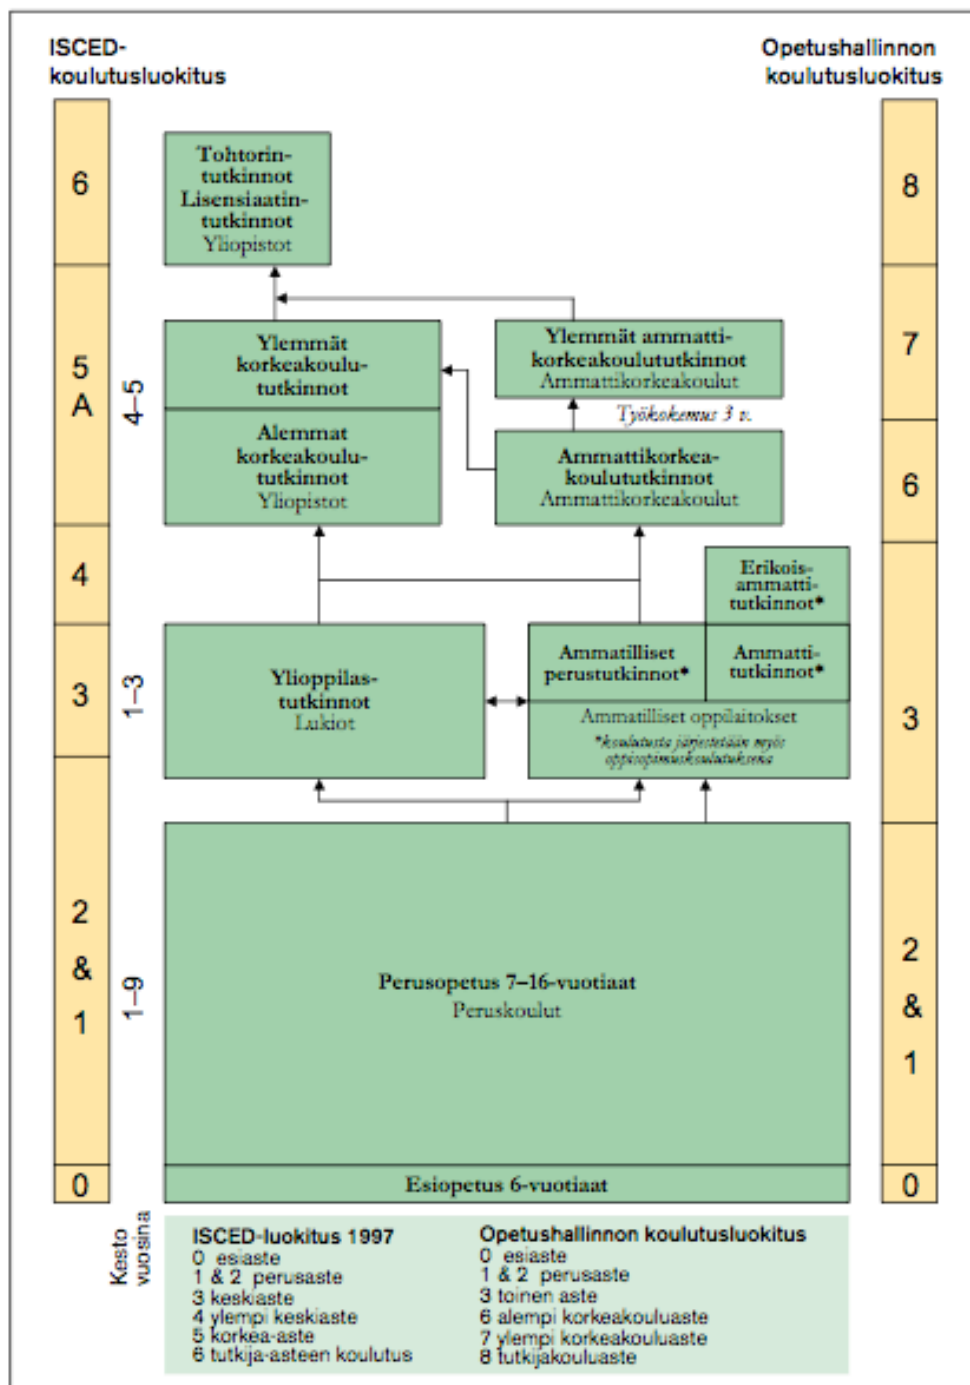 ISCED-
koulutusluokitus
Opetushallinnon
koulutusluokitus
6
5
A
4
3
2
&
1
0
4–5
1–3
1–9
Kesto
vuosina
Tohtorin-
tutkinnot
Lisensiaatin-
tutkinnot
Yliopistot
Ylemmät
korkeakoulu-
tutkinnot
Alemmat
korkeakoulu-
tutkinnot
Yliopistot
Ylemmät ammatti-
korkeakoulututkinnot
Ammattikorkeakoulut
Työkokemus 3 v.
Ammattikorkea-
koulututkinnot
Ammattikorkeakoulut
Erikois-
ammatti-
tutkinnot*
Ylioppilas-
tutkinnot
Lukiot
Ammatilliset
perustutkinnot*
Ammatti-
tutkinnot*
Ammatilliset oppilaitokset
*koulutusta järjestetään myös
oppisopimuskoulutuksena
Perusopetus 7–16-vuotiaat
Peruskoulut
Esiopetus 6-vuotiaat
8
7
6
3
2
&
1
0
ISCED-luokitus 1997
0 esiaste
1 & 2 perusaste
3 keskiaste
4 ylempi keskiaste
5 korkea-aste
6 tutkija-asteen koulutus
Opetushallinnon koulutusluokitus
0 esiaste
1 & 2 perusaste
3 toinen aste
6 alempi korkeakouluaste
7 ylempi korkeakouluaste
8 tutkijakouluaste